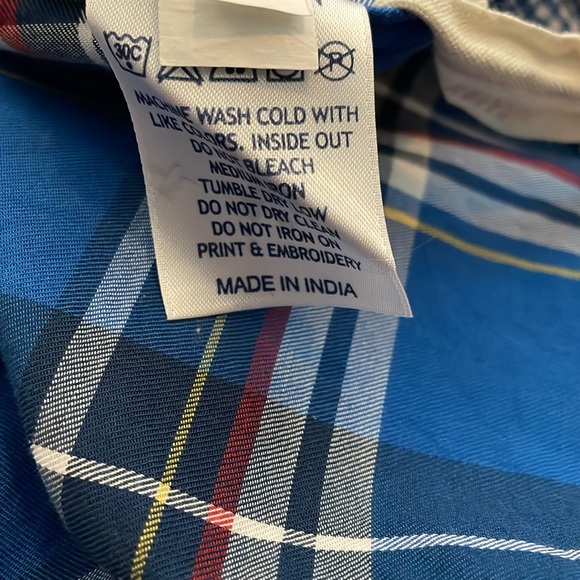 30C
MACHINE WASH COLD WITH
LIKE COLORS. INSIDE OUT
DO NOT BLEACH
MEDIUM IRON
TUMBLE DRY LOW
DO NOT DRY CLEAN
DO NOT IRON ON
PRINT & EMBROIDERY
MADE IN INDIA